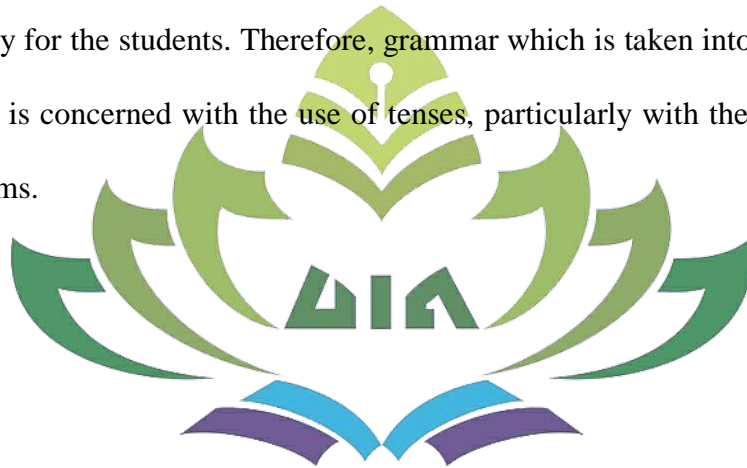 y for the students. Therefore, grammar which is taken into
is concerned with the use of tenses, particularly with the
ms.
UIN